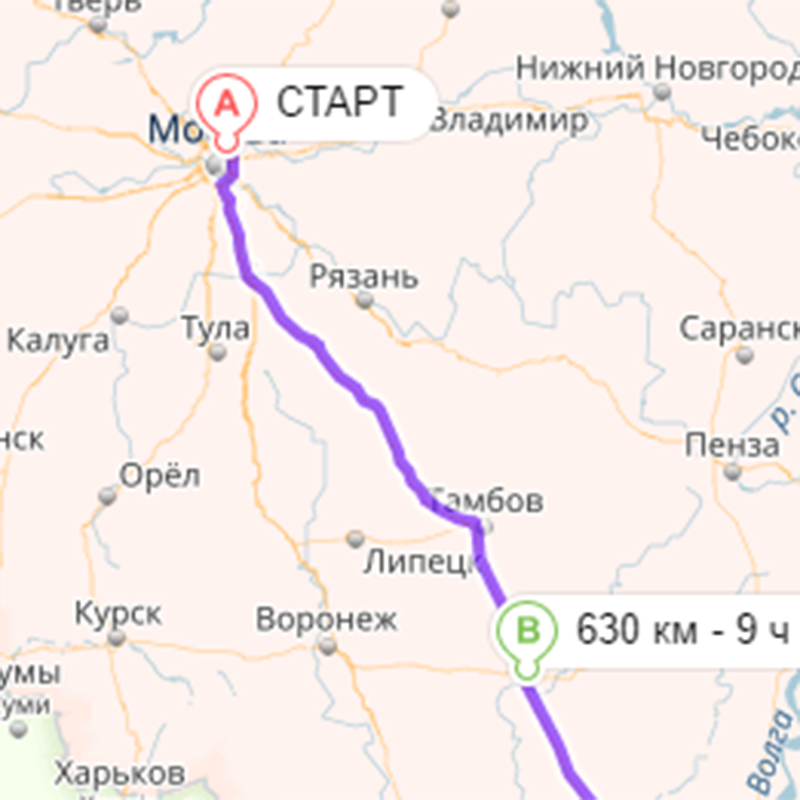 Тверь
Нижний Новгород
А СТАРТ
Владимир
Рязань
Калуга
Тула
Саранск
Пенза
Орёл
Тамбов
Липецк
Курск
Воронеж
В 630 км - 9 ч
Волга
Харьков